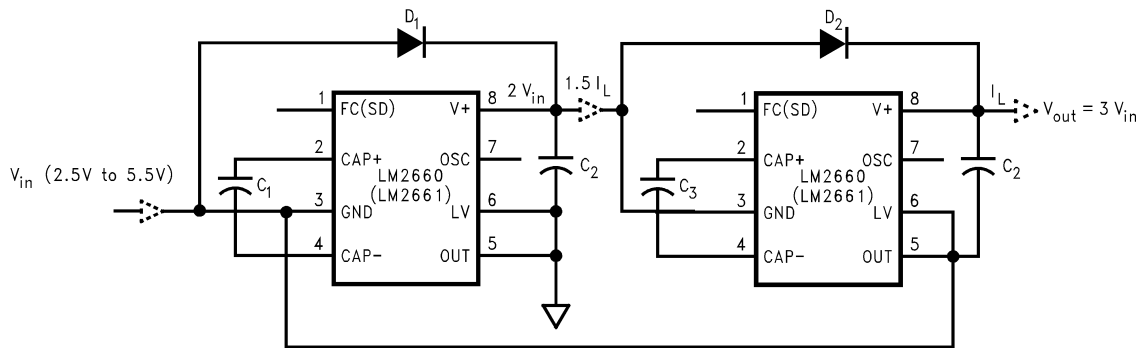 D1
D2
2 Vin
1.5 IL
IL
Vout = 3 Vin
Vin (2.5V to 5.5V)
1
FC(SD)
V+
8
2
CAP+
OSC
7
LM2660
(LM2661)
3
GND
LV
6
4
CAP-
OUT
5
C1
C2
1
FC(SD)
V+
8
2
CAP+
OSC
7
LM2660
(LM2661)
3
GND
LV
6
4
CAP-
OUT
5
C3
C2